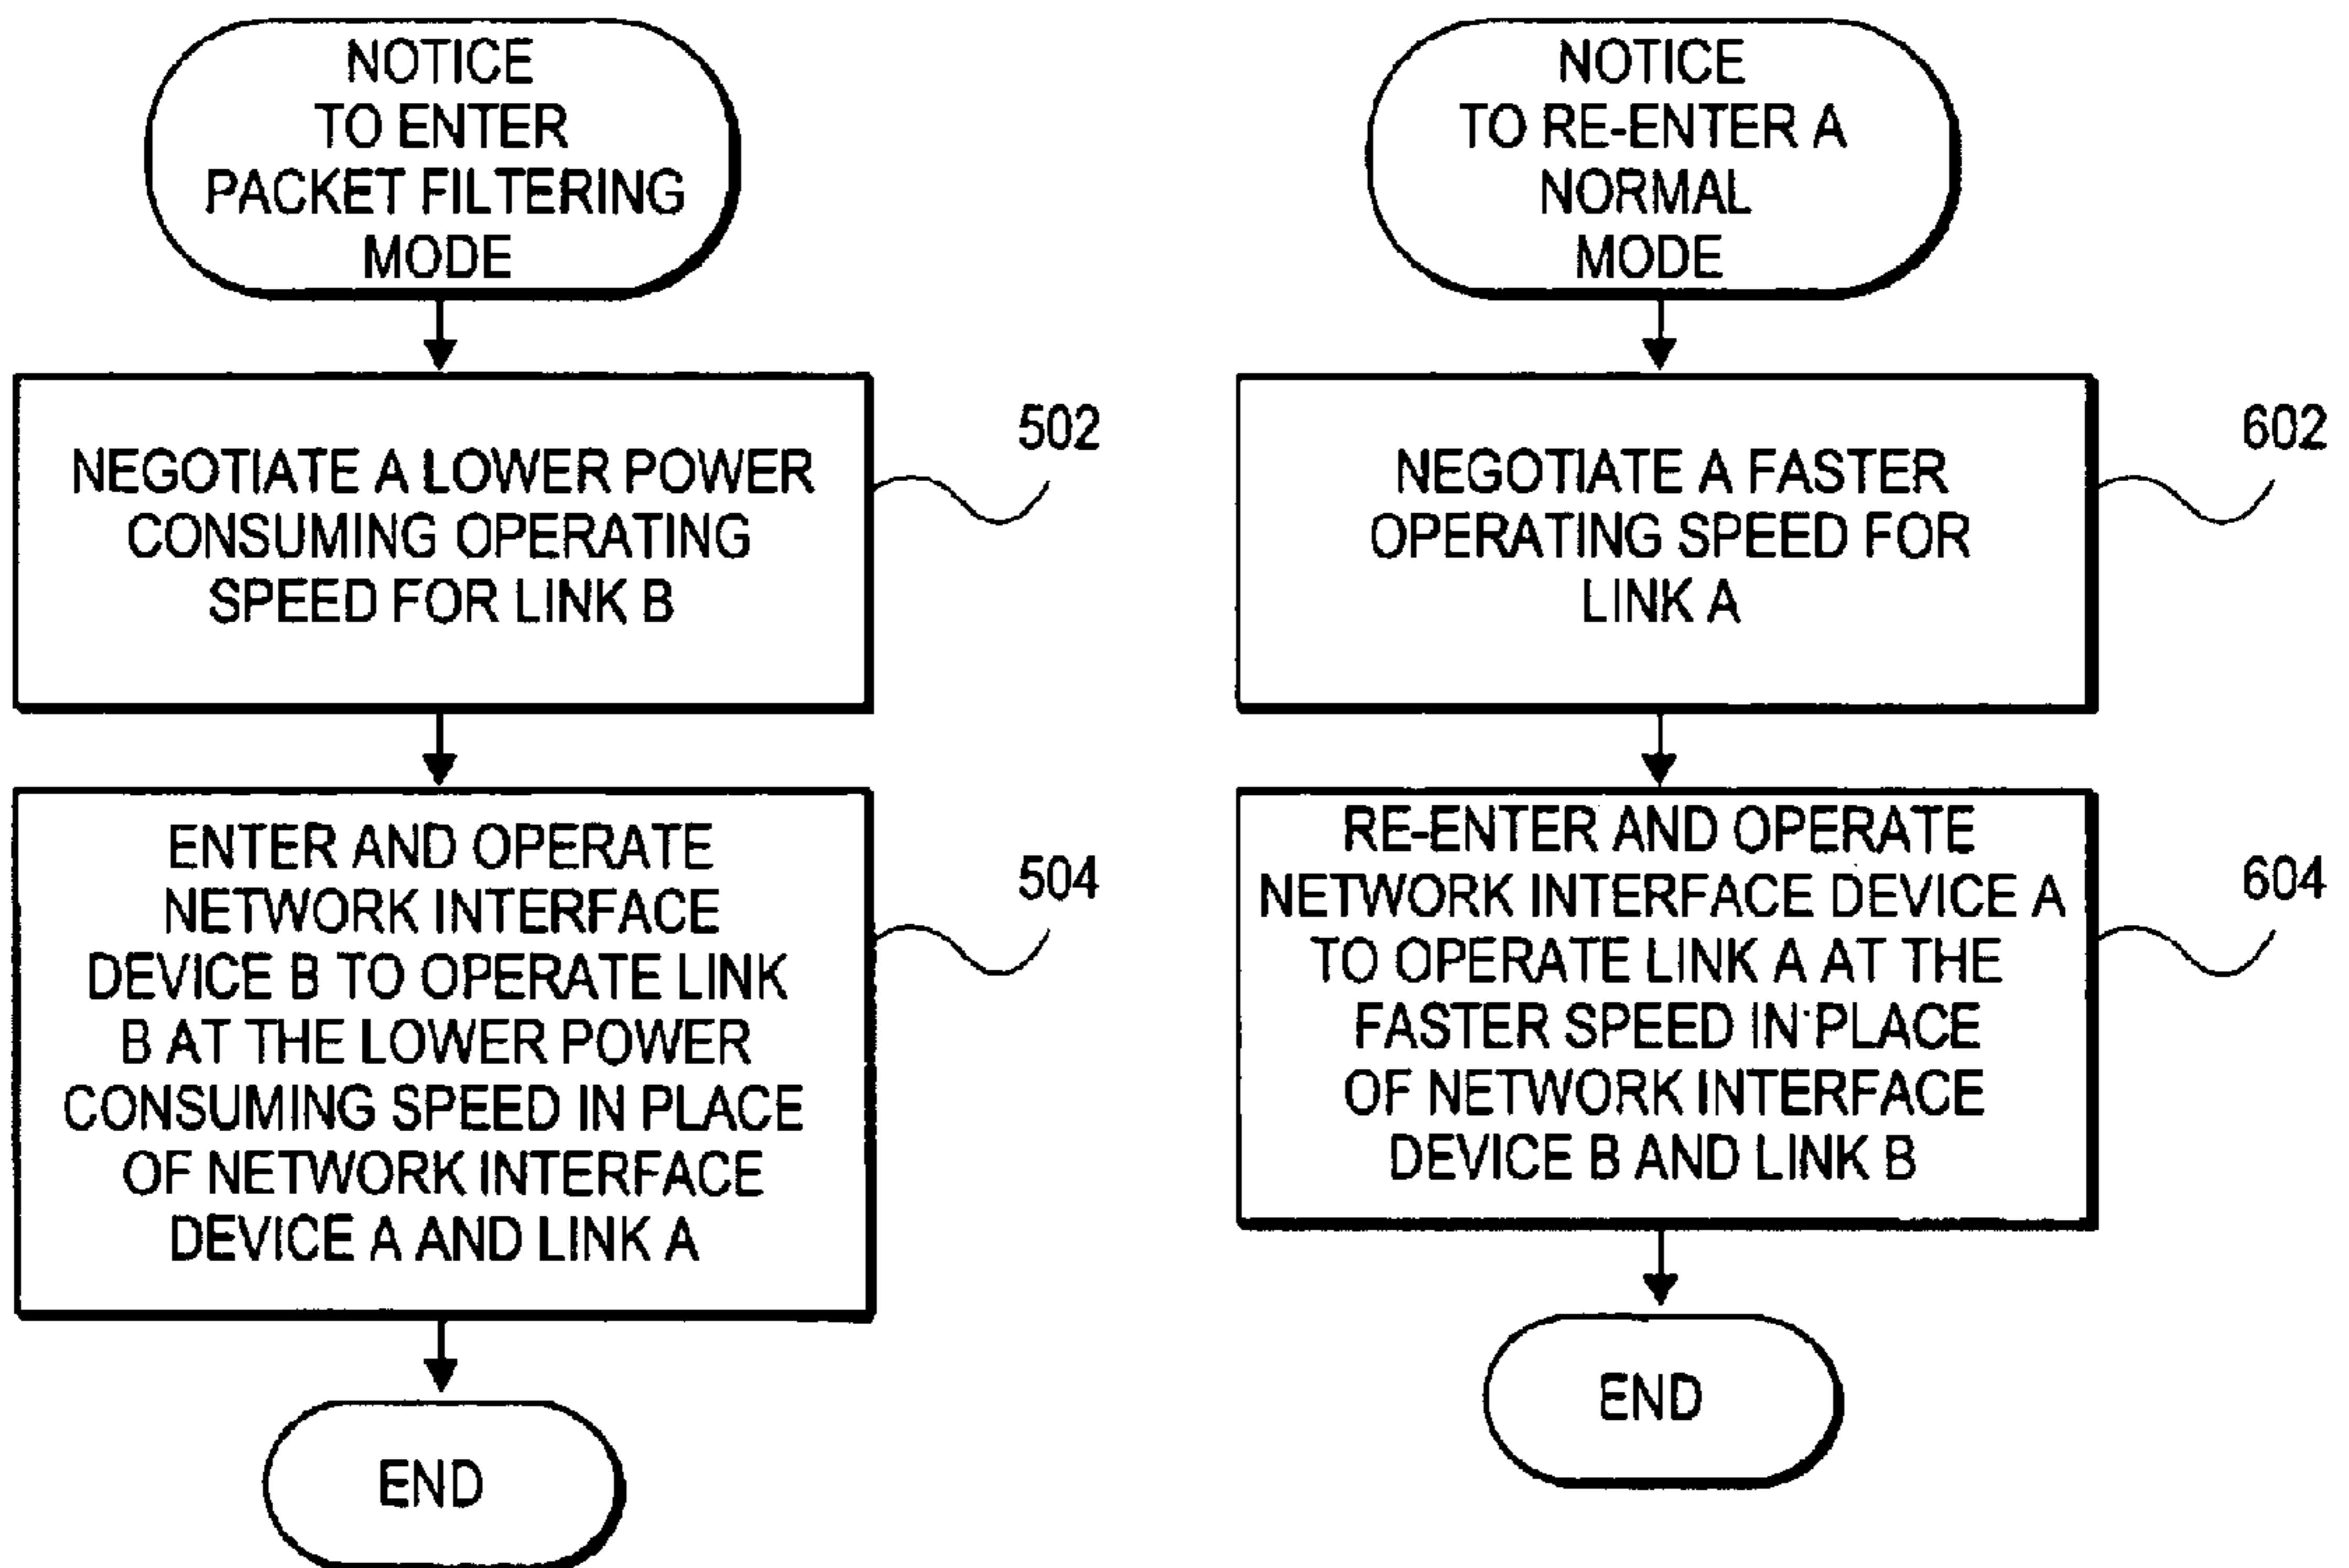 NOTICE
TO ENTER
PACKET FILTERING
MODE
NEGOTIATE A LOWER POWER
CONSUMING OPERATING
SPEED FOR LINK B
502
ENTER AND OPERATE
NETWORK INTERFACE
DEVICE B TO OPERATE LINK
B AT THE LOWER POWER
CONSUMING SPEED IN PLACE
OF NETWORK INTERFACE
DEVICE A AND LINK A
504
END
NOTICE
TO RE-ENTER A
NORMAL
MODE
NEGOTIATE A FASTER
OPERATING SPEED FOR
LINK A
602
RE-ENTER AND OPERATE
NETWORK INTERFACE DEVICE A
TO OPERATE LINK A AT THE
FASTER SPEED IN PLACE
OF NETWORK INTERFACE
DEVICE B AND LINK B
604
END